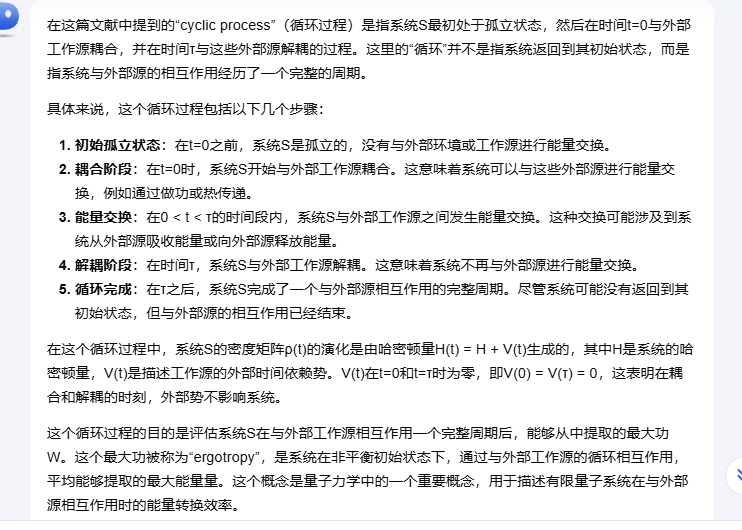 在这篇文献中提到的“cyclic process”（循环过程）是指系统S最初处于孤立状态，然后在时间t=0与外部
工作源耦合，并在时间τ与这些外部源解耦的过程。这里的“循环”并不是指系统返回到其初始状态，而是
指系统与外部源的相互作用经历了一个完整的周期。
具体来说，这个循环过程包括以下几个步骤：
1. 初始孤立状态：在t=0之前，系统S是孤立的，没有与外部环境或工作源进行能量交换。
2. 耦合阶段：在t=0时，系统S开始与外部工作源耦合。这意味着系统可以与这些外部源进行能量交
换，例如通过做功或热传递。
3. 能量交换：在0 < t < τ的时间段内，系统S与外部工作源之间发生能量交换。这种交换可能涉及到系
统从外部源吸收能量或向外部源释放能量。
4. 解耦阶段：在时间τ，系统S与外部工作源解耦。这意味着系统不再与外部源进行能量交换。
5. 循环完成：在τ之后，系统S完成了一个与外部源相互作用的完整周期。尽管系统可能没有返回到其
初始状态，但与外部源的相互作用已经结束。
在这个循环过程中，系统S的密度矩阵ρ(t)的演化是由哈密顿量H(t) = H + V(t)生成的，其中H是系统的哈
密顿量，V(t)是描述工作源的外部时间依赖势。V(t)在t=0和t=τ时为零，即V(0) = V(τ) = 0，这表明在耦
合和解耦的时刻，外部势不影响系统。
这个循环过程的目的是评估系统S在与外部工作源相互作用一个完整周期后，能够从中提取的最大功
W。这个最大功被称为“ergotropy”，是系统在非平衡初始状态下，通过与外部工作源的循环相互作用，
平均能够提取的最大能量量。这个概念是量子力学中的一个重要概念，用于描述有限量子系统在与外部
源相互作用时的能量转换效率。